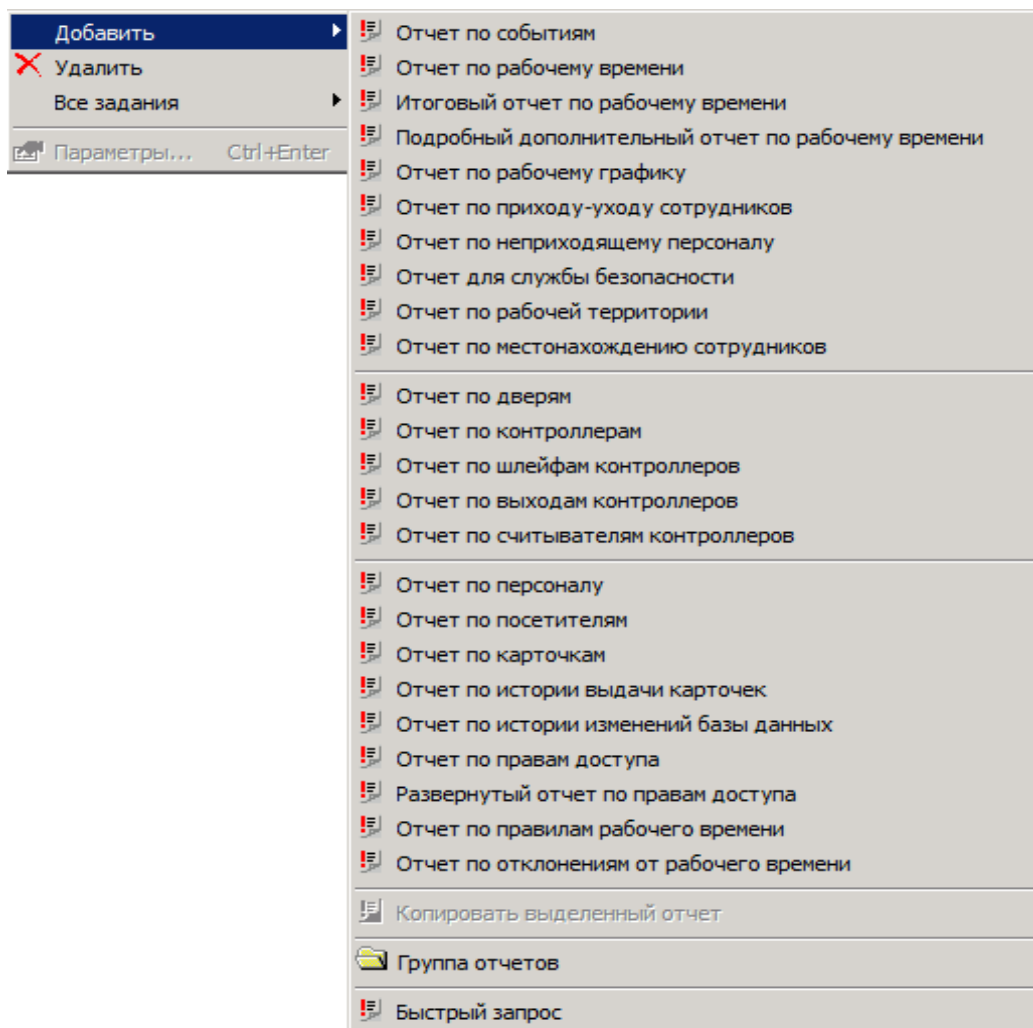 Добавить
Удалить
Все задания
Параметры... Ctrl+Enter
Отчет по событиям
Отчет по рабочему времени
Итоговый отчет по рабочему времени
Подробный дополнительный отчет по рабочему времени
Отчет по рабочему графику
Отчет по приходу-уходу сотрудников
Отчет по неприходящему персоналу
Отчет для службы безопасности
Отчет по рабочей территории
Отчет по местонахождению сотрудников
Отчет по дверям
Отчет по контроллерам
Отчет по шлейфам контроллеров
Отчет по выходам контроллеров
Отчет по считывателям контроллеров
Отчет по персоналу
Отчет по посетителям
Отчет по карточкам
Отчет по истории выдачи карточек
Отчет по истории изменений базы данных
Отчет по правам доступа
Развернутый отчет по правам доступа
Отчет по правилам рабочего времени
Отчет по отклонениям от рабочего времени
Копировать выделенный отчет
Группа отчетов
Быстрый запрос